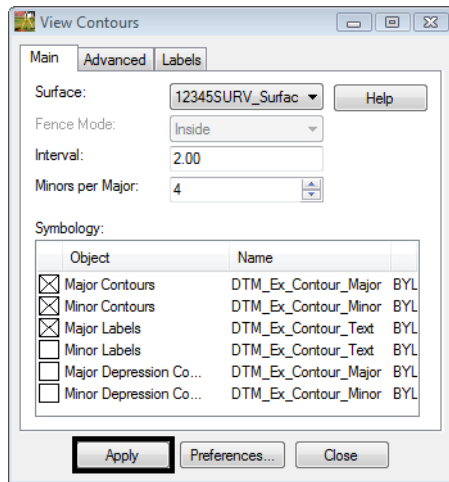 View Contours
Main Advanced Labels
Surface: 12345SURV_Surfac Help
Fence Mode: Inside
Interval: 2.00
Minors per Major: 4
Symbology:
Object Name
Major Contours DTM_Ex_Contour_Major BYL
Minor Contours DTM_Ex_Contour_Minor BYL
Major Labels DTM_Ex_Contour_Text BYL
Minor Labels DTM_Ex_Contour_Text BYL
Major Depression Co... DTM_Ex_Contour_Major BYL
Minor Depression Co... DTM_Ex_Contour_Minor BYL
Apply Preferences... Close